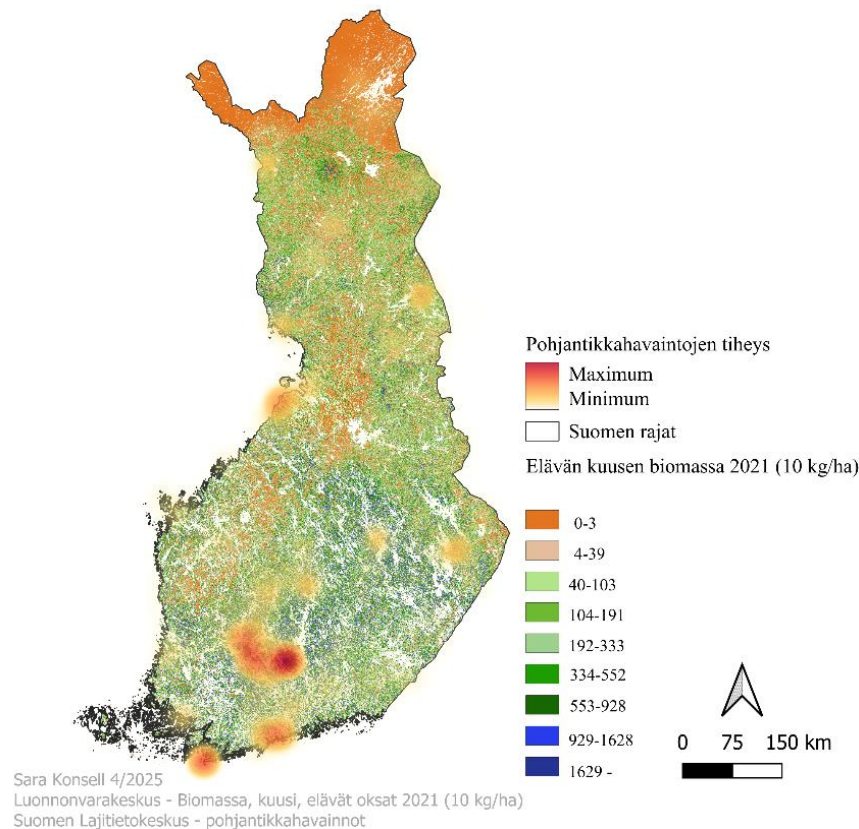 Pohjantikkahavaintojen tiheys
Maximum
Minimum
Suomen rajat
Elävän kuusen biomassa 2021 (10 kg/ha)
0-3
4-39
40-103
104-191
192-333
334-552
553-928
929-1628
1629 -
0 75 150 km
Sara Konsell 4/2025
Luonnonvarakeskus - Biomassa, kuusi, elävät oksat 2021 (10 kg/ha)
Suomen Lajitietokeskus - pohjantikkahavainnot